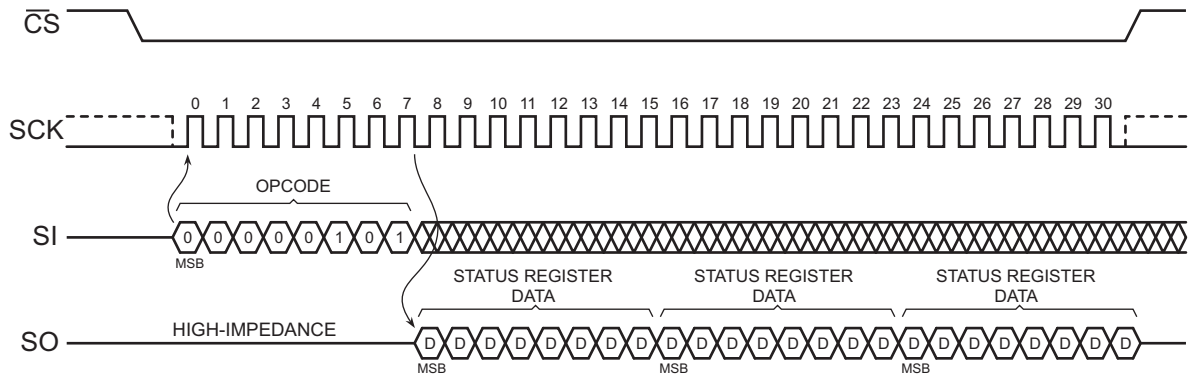 CS
0 1 2 3 4 5 6 7 8 9 10 11 12 13 14 15 16 17 18 19 20 21 22 23 24 25 26 27 28 29 30
SCK
OPCODE
SI 0 0 0 0 0 1 0 1
MSB
STATUS REGISTER DATA STATUS REGISTER DATA STATUS REGISTER DATA
HIGH-IMPEDANCE
SO D D D D D D D D D D D D D D D D D D D D D D D D
MSB MSB MSB